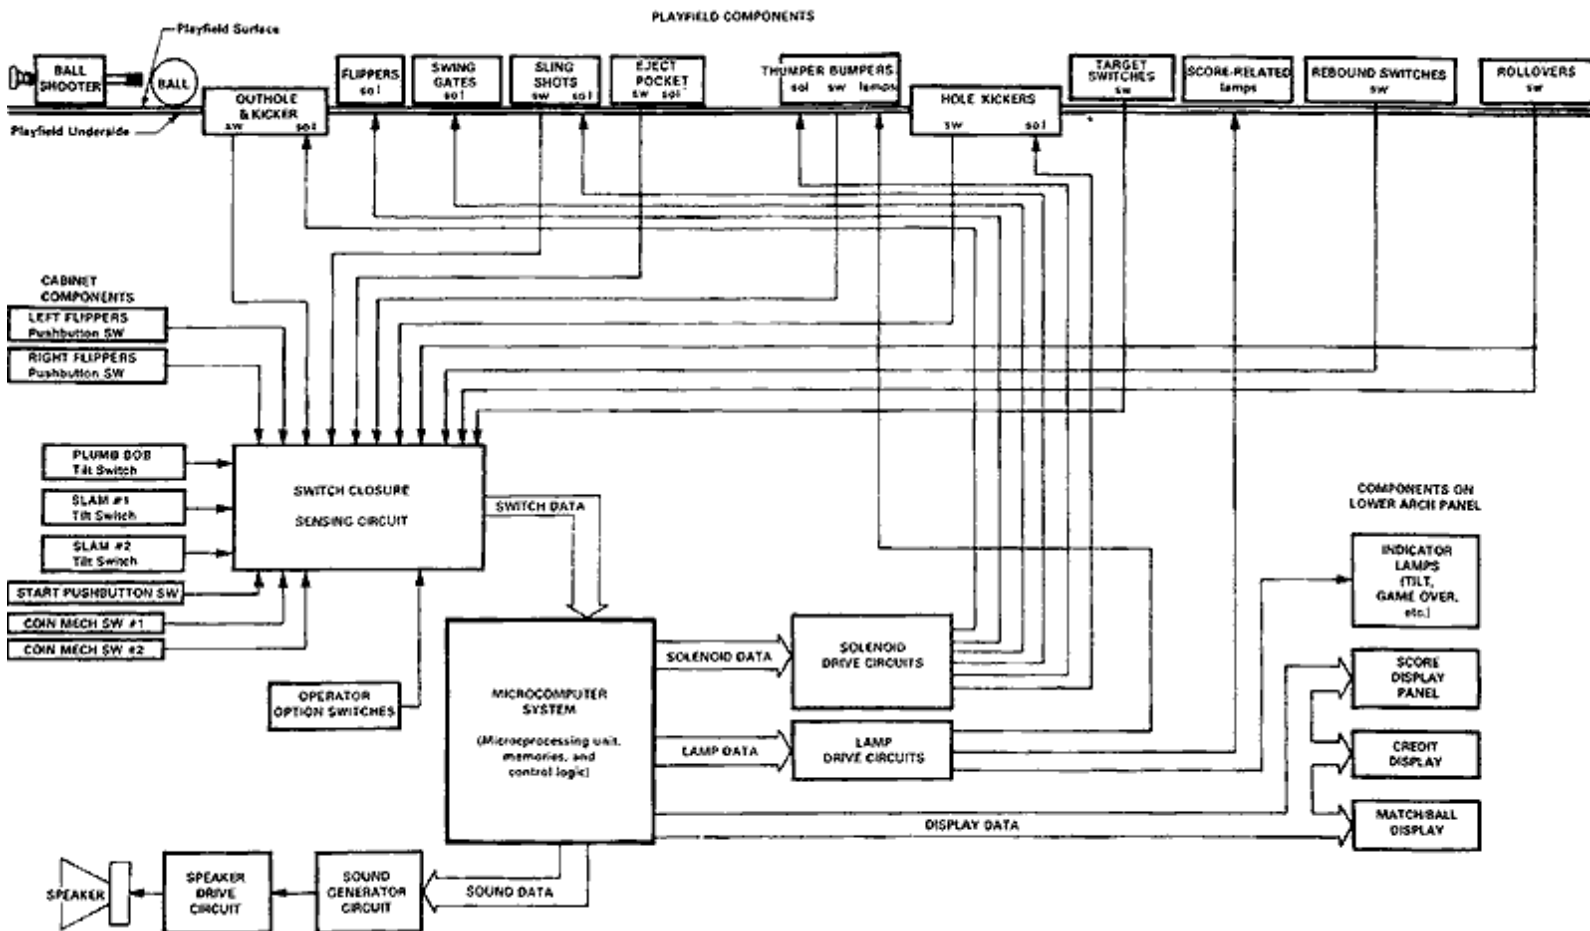 PLAYFIELD COMPONENTS
Playfield Surface
BALL
SHOOTER
BALL
Playfield Underside
OUTHOLE
& KICKER
sw sol
FLIPPERS
sol
SWING
GATES
sol
SLING
SHOTS
sw sol
EJECT
POCKET
sw sol
THUMPER BUMPERS
sol sw lamps
HOLE KICKERS
sw sol
TARGET
SWITCHES
sw
SCORE-RELATED
lamps
REBOUND SWITCHES
sw
ROLLOVERS
sw
CABINET
COMPONENTS
LEFT FLIPPERS
Pushbutton SW
RIGHT FLIPPERS
Pushbutton SW
PLUMB BOB
Tilt Switch
SLAM #1
Tilt Switch
SLAM #2
Tilt Switch
START PUSHBUTTON SW
COIN MECH SW #1
COIN MECH SW #2
SWITCH CLOSURE
SENSING CIRCUIT
SWITCH DATA
OPERATOR
OPTION SWITCHES
MICROCOMPUTER
SYSTEM
(Microprocessing unit,
memories, and
control logic)
SOLENOID DATA
SOLENOID
DRIVE CIRCUITS
LAMP DATA
LAMP
DRIVE CIRCUITS
DISPLAY DATA
COMPONENTS ON
LOWER ARCH PANEL
INDICATOR
LAMPS
(TILT,
GAME OVER,
etc.)
SCORE
DISPLAY
PANEL
CREDIT
DISPLAY
MATCH/BALL
DISPLAY
SPEAKER
SPEAKER
DRIVE
CIRCUIT
SOUND
GENERATOR
CIRCUIT
SOUND DATA